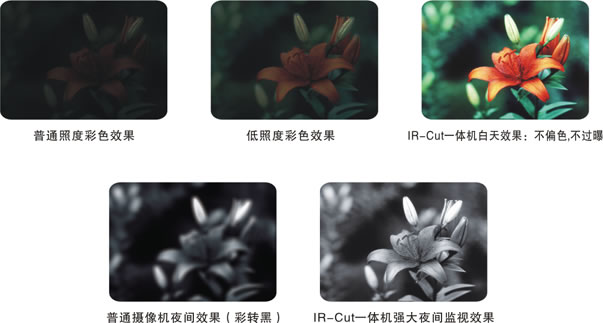 普通照度彩色效果
低照度彩色效果
IR-Cut一体机白天效果：不偏色,不过曝
普通摄像机夜间效果（彩转黑）
IR-Cut一体机强大夜间监视效果